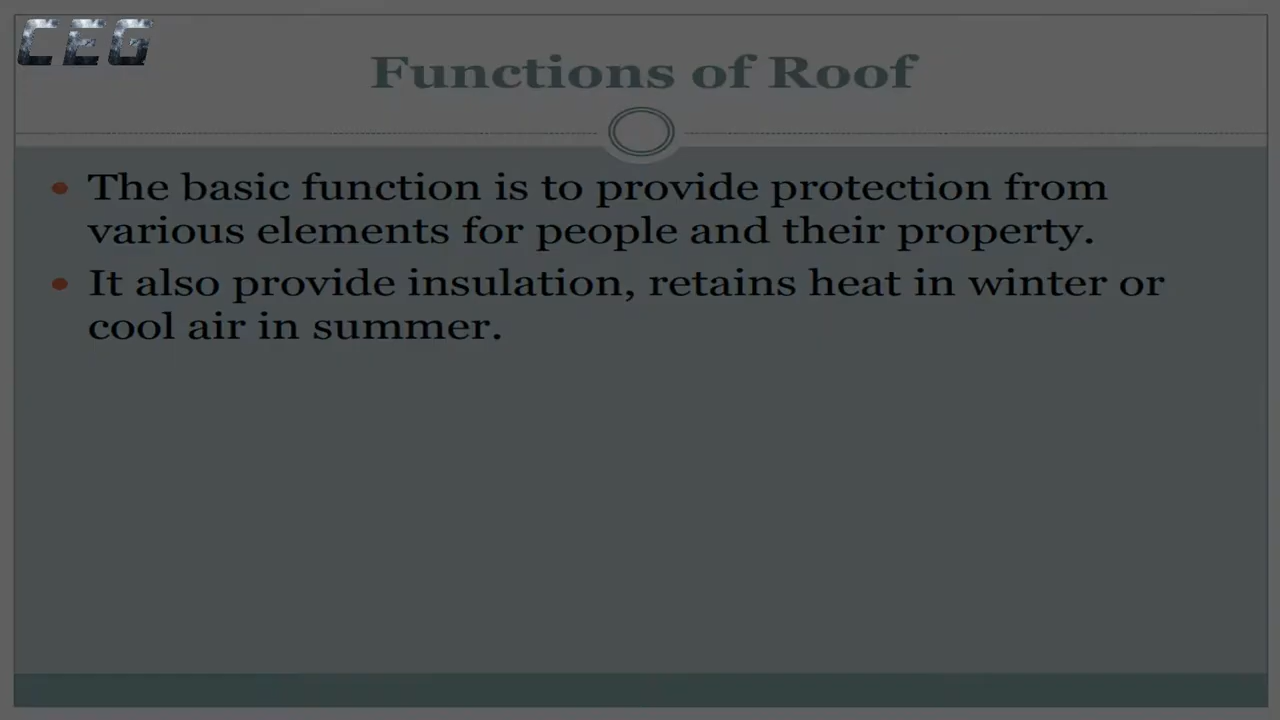 CEG
Functions of Roof
The basic function is to provide protection from
various elements for people and their property.
It also provide insulation, retains heat in winter or
cool air in summer.